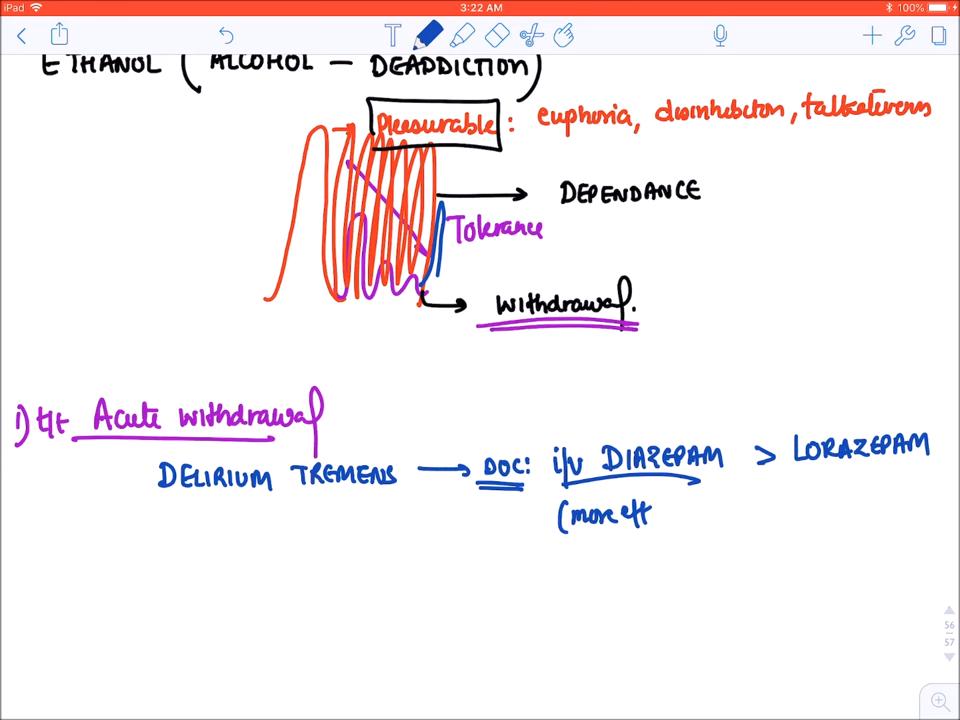 iPad 3:22 AM 100%
T
ETHANOL (ALCOHOL – DEADDICTION)
Pleasurable : euphoria, disinhibition, talkativeness
DEPENDANCE
Tolerance
withdrawal.
1) t/t Acute withdrawal
DELIRIUM TREMENS → DOC: i/v DIAZEPAM > LORAZEPAM
(more eff
56
57